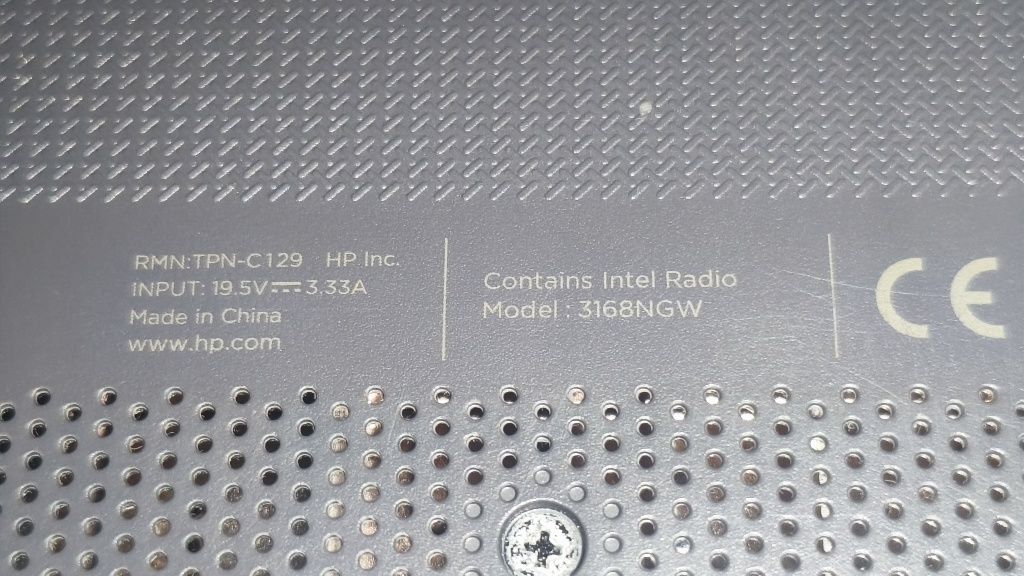 RMN:TPN-C129 HP Inc.
INPUT: 19.5V⎓3.33A
Made in China
www.hp.com
Contains Intel Radio
Model : 3168NGW
CE